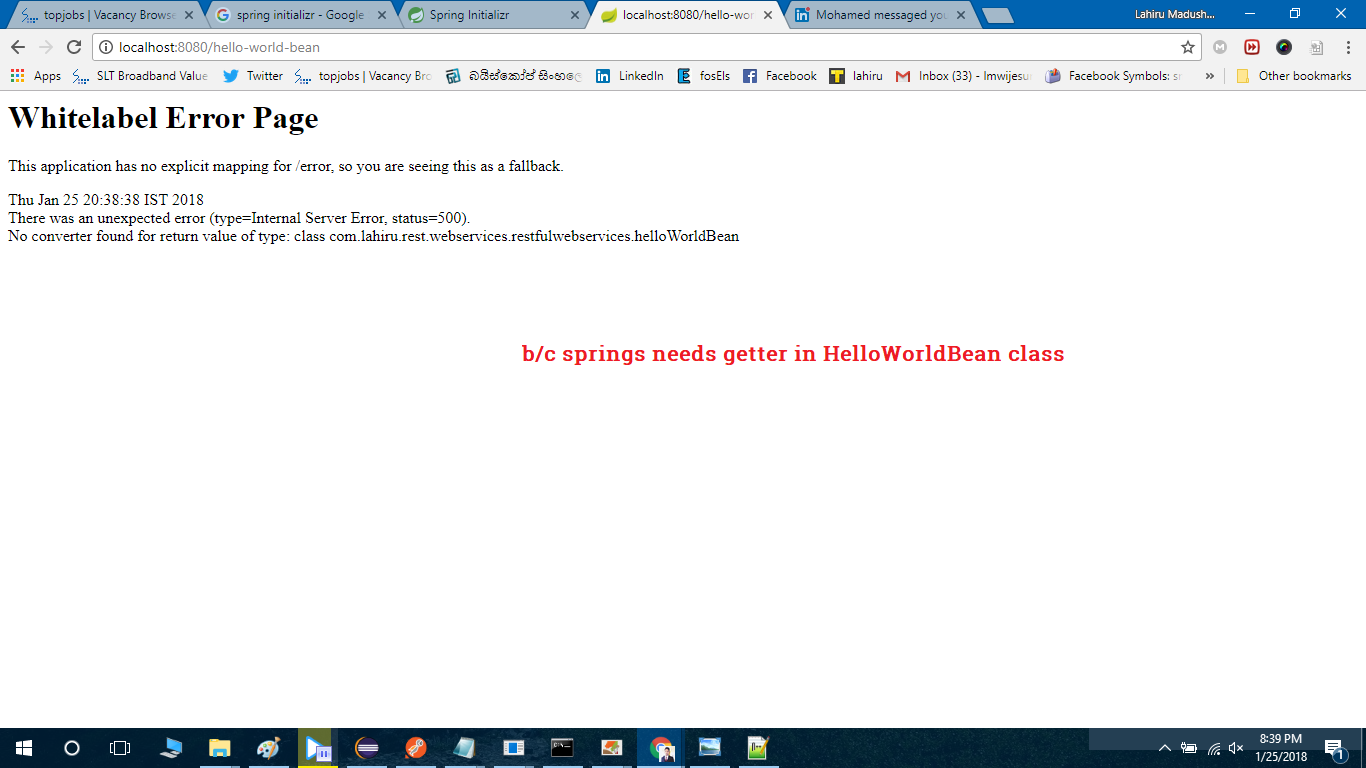 topjobs | Vacancy Browse
spring initializr - Google
Spring Initializr
localhost:8080/hello-wor
Mohamed messaged you
Lahiru Madush...
localhost:8080/hello-world-bean
Apps
SLT Broadband Value
Twitter
topjobs | Vacancy Bro
බයිස්කෝප් සිංහලෙ
LinkedIn
fosEls
Facebook
lahiru
Inbox (33) - lmwijesu
Facebook Symbols: sm
»
Other bookmarks
Whitelabel Error Page
This application has no explicit mapping for /error, so you are seeing this as a fallback.
Thu Jan 25 20:38:38 IST 2018
There was an unexpected error (type=Internal Server Error, status=500).
No converter found for return value of type: class com.lahiru.rest.webservices.restfulwebservices.helloWorldBean
b/c springs needs getter in HelloWorldBean class
8:39 PM
1/25/2018
1